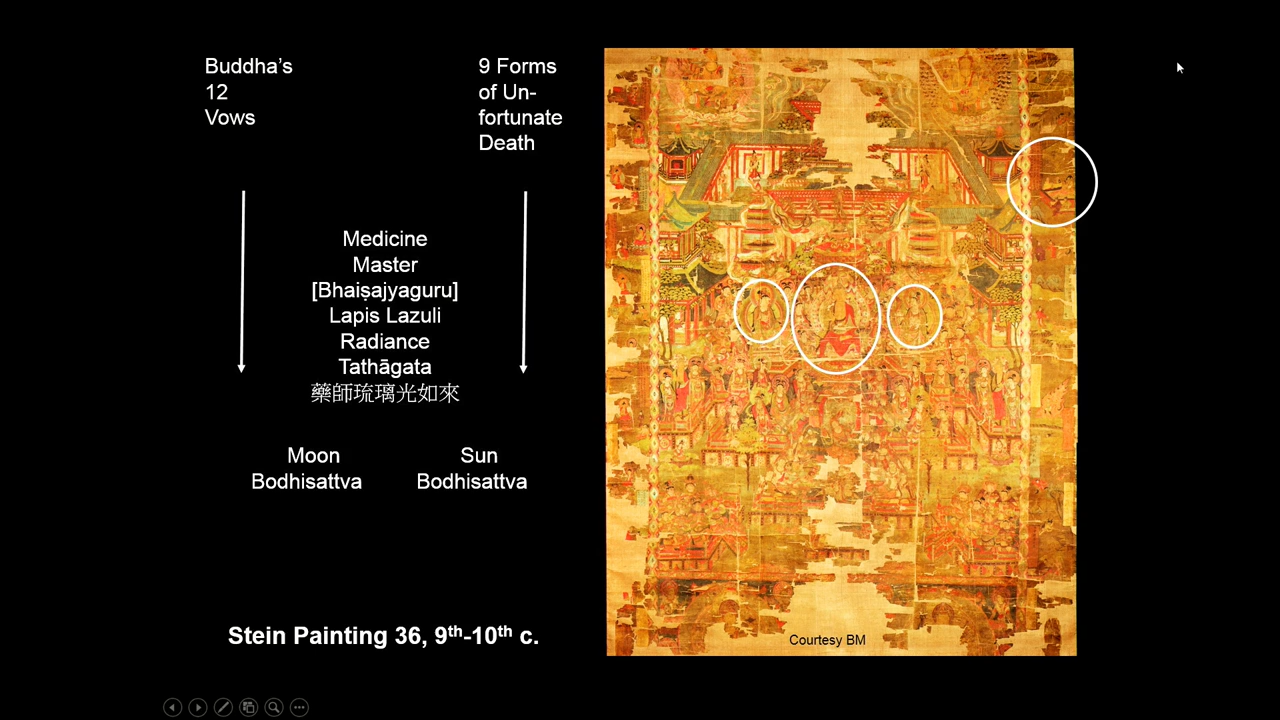 Buddha's
12
Vows
9 Forms
of Un-
fortunate
Death
Medicine
Master
[Bhaiṣajyaguru]
Lapis Lazuli
Radiance
Tathāgata
藥師琉璃光如來
Moon
Bodhisattva
Sun
Bodhisattva
Stein Painting 36, 9th-10th c.
Courtesy BM